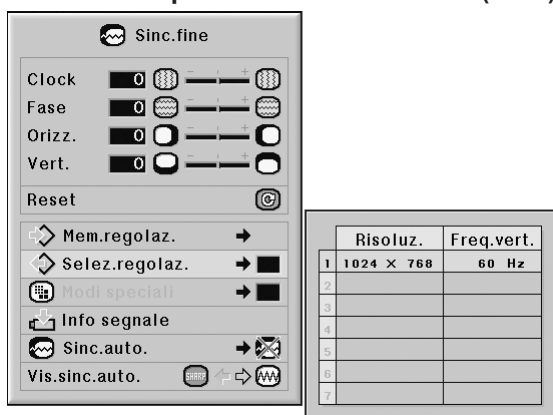 Sinc.fine
Clock 0 - +
Fase 0 - +
Orizz. 0 - +
Vert. 0 - +
Reset
Mem.regolaz.
Selez.regolaz.
Modi speciali
Info segnale
Sinc.auto.
Vis.sinc.auto. SHARP
Risoluz. Freq.vert.
1 1024 × 768 60 Hz
2
3
4
5
6
7